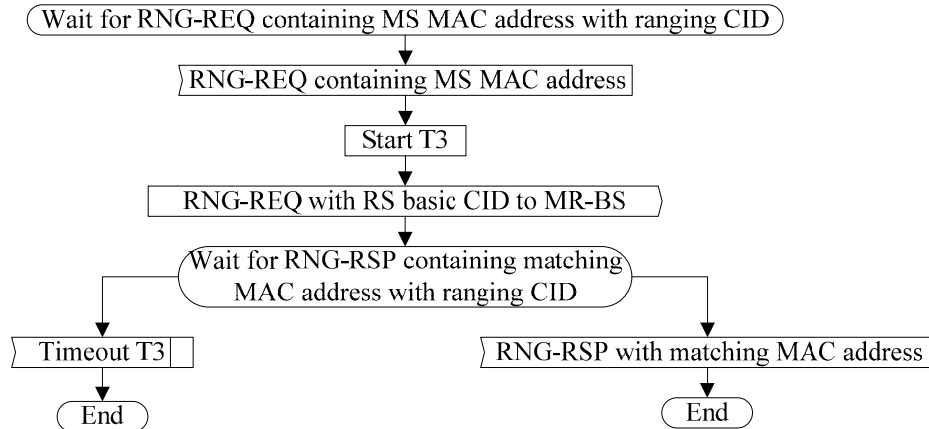 Wait for RNG-REQ containing MS MAC address with ranging CID
RNG-REQ containing MS MAC address
Start T3
RNG-REQ with RS basic CID to MR-BS
Wait for RNG-RSP containing matching
MAC address with ranging CID
Timeout T3
RNG-RSP with matching MAC address
End
End